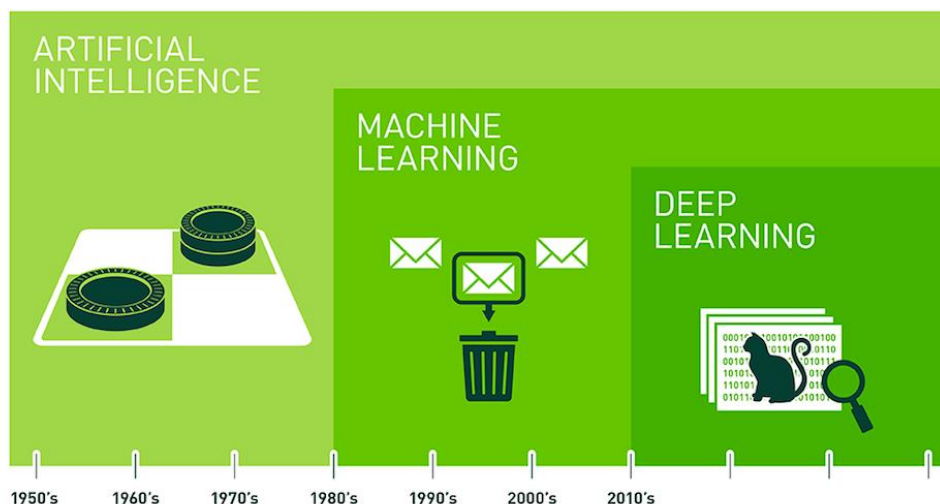 ARTIFICIAL
INTELLIGENCE
MACHINE
LEARNING
DEEP
LEARNING
1950's 1960's 1970's 1980's 1990's 2000's 2010's